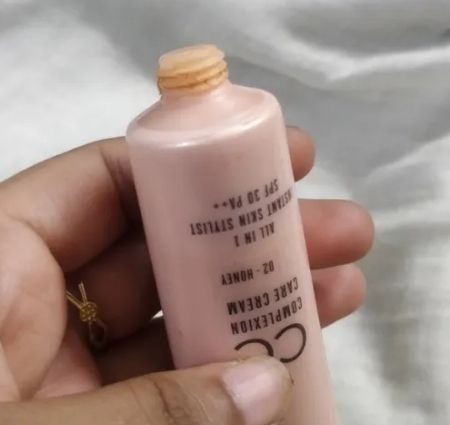 CC
COMPLEXION
CARE CREAM
02 - HONEY
ALL IN 1
INSTANT SKIN STYLIST
SPF 30 PA++